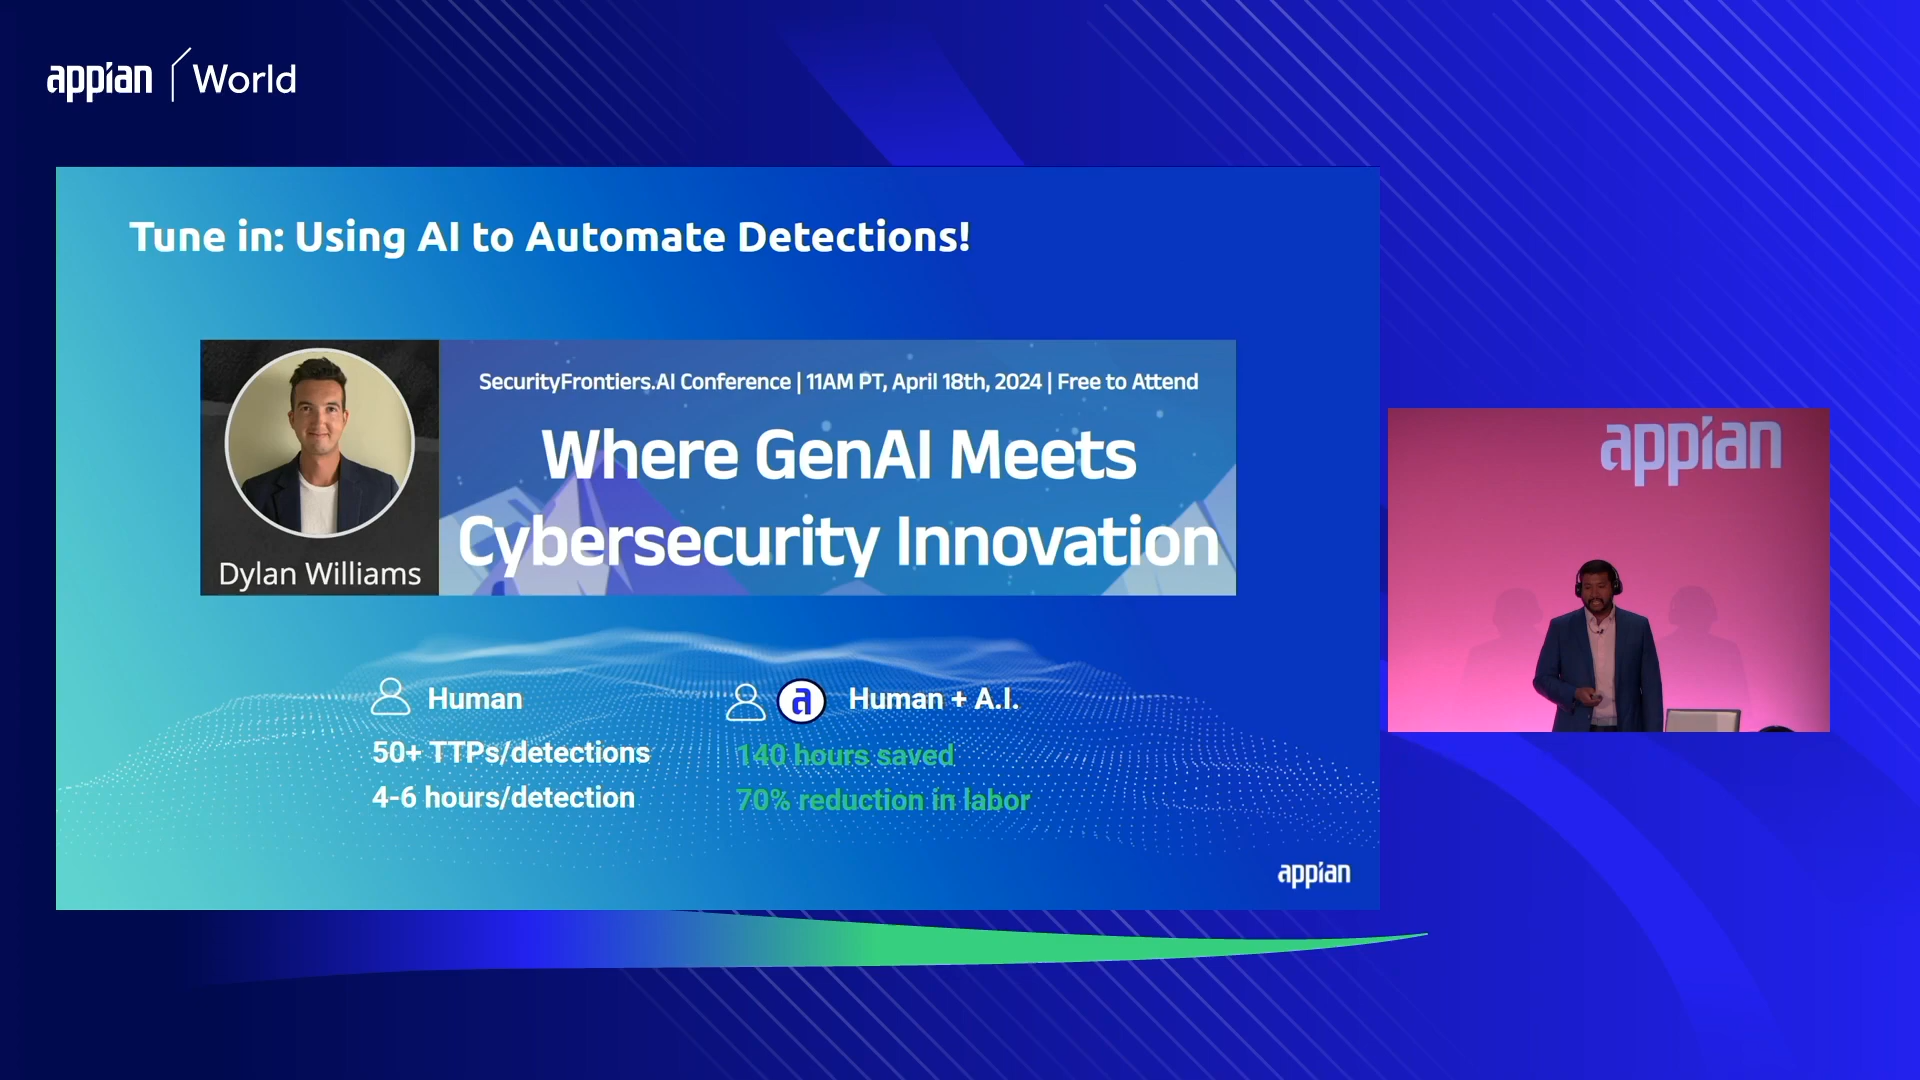 appian World
Tune in: Using AI to Automate Detections!
SecurityFrontiers.AI Conference | 11AM PT, April 18th, 2024 | Free to Attend
Where GenAI Meets
Cybersecurity Innovation
Dylan Williams
Human
50+ TTPs/detections
4-6 hours/detection
a Human + A.I.
140 hours saved
70% reduction in labor
appian
appian